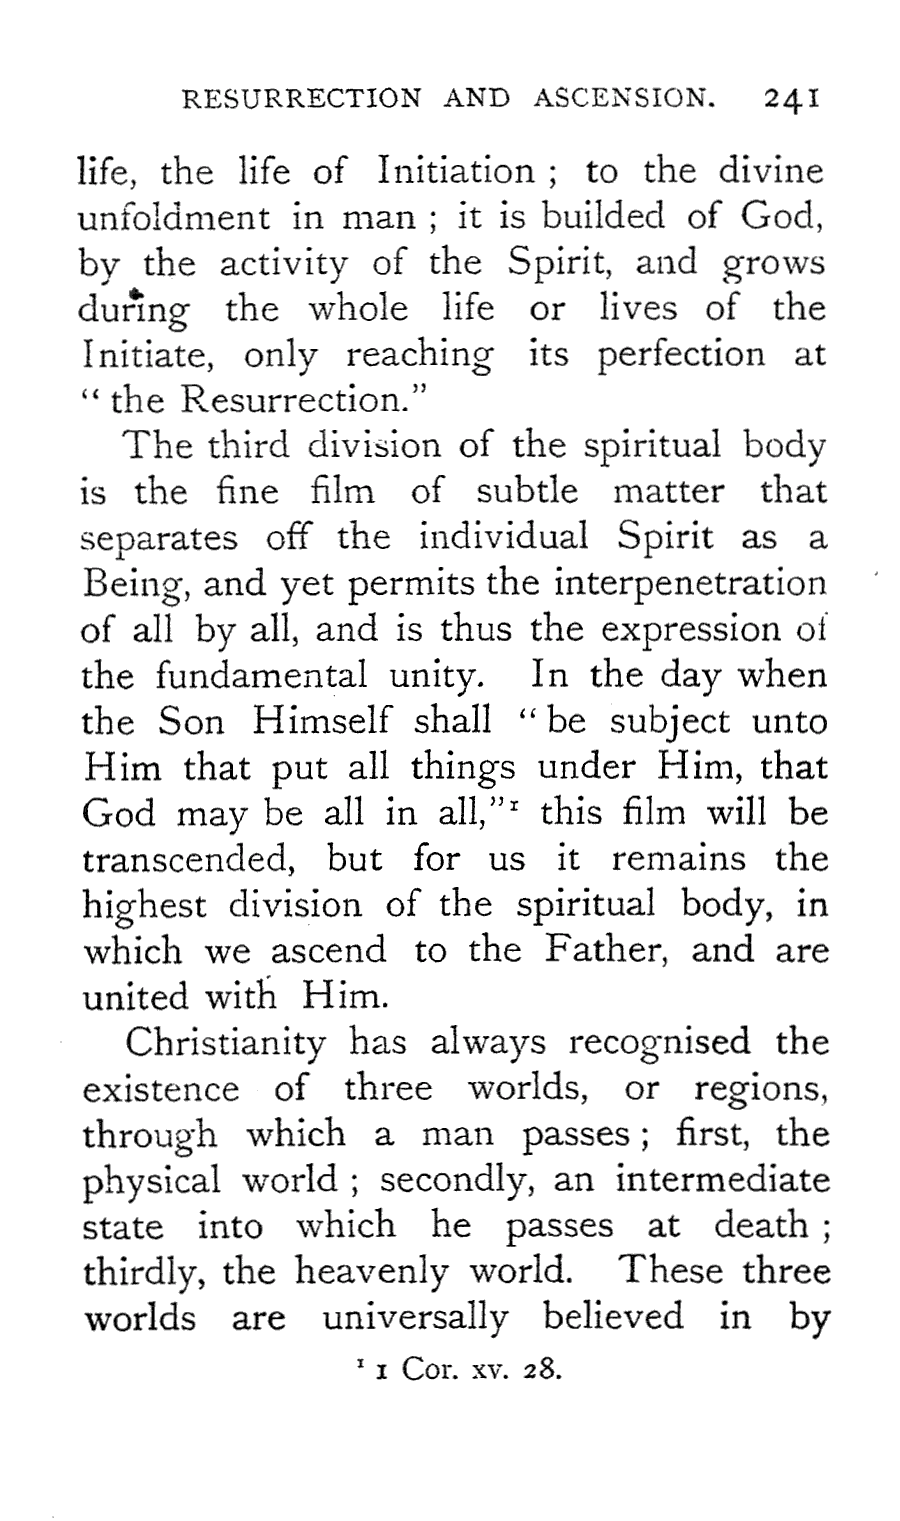 RESURRECTION AND ASCENSION. 241
life, the life of Initiation ; to the divine
unfoldment in man ; it is builded of God,
by the activity of the Spirit, and grows
during the whole life or lives of the
Initiate, only reaching its perfection at
“ the Resurrection.”
The third division of the spiritual body
is the fine film of subtle matter that
separates off the individual Spirit as a
Being, and yet permits the interpenetration
of all by all, and is thus the expression of
the fundamental unity. In the day when
the Son Himself shall “ be subject unto
Him that put all things under Him, that
God may be all in all,”¹ this film will be
transcended, but for us it remains the
highest division of the spiritual body, in
which we ascend to the Father, and are
united with Him.
Christianity has always recognised the
existence of three worlds, or regions,
through which a man passes ; first, the
physical world ; secondly, an intermediate
state into which he passes at death ;
thirdly, the heavenly world. These three
worlds are universally believed in by
¹ 1 Cor. xv. 28.